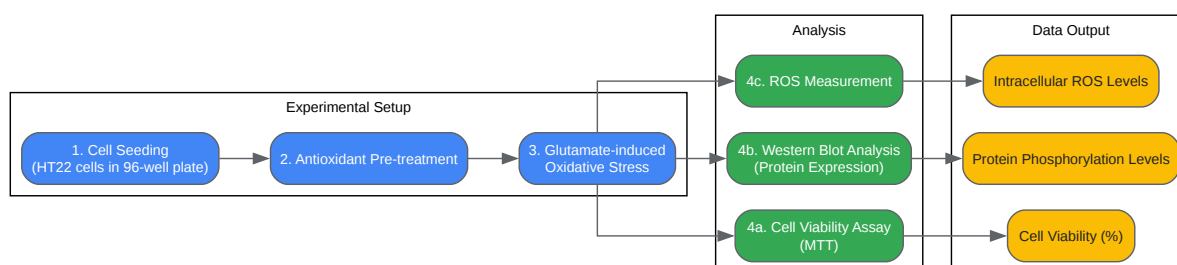 Experimental Setup
1. Cell Seeding
(HT22 cells in 96-well plate)
2. Antioxidant Pre-treatment
3. Glutamate-induced
Oxidative Stress
Analysis
4c. ROS Measurement
4b. Western Blot Analysis
(Protein Expression)
4a. Cell Viability Assay
(MTT)
Data Output
Intracellular ROS Levels
Protein Phosphorylation Levels
Cell Viability (%)